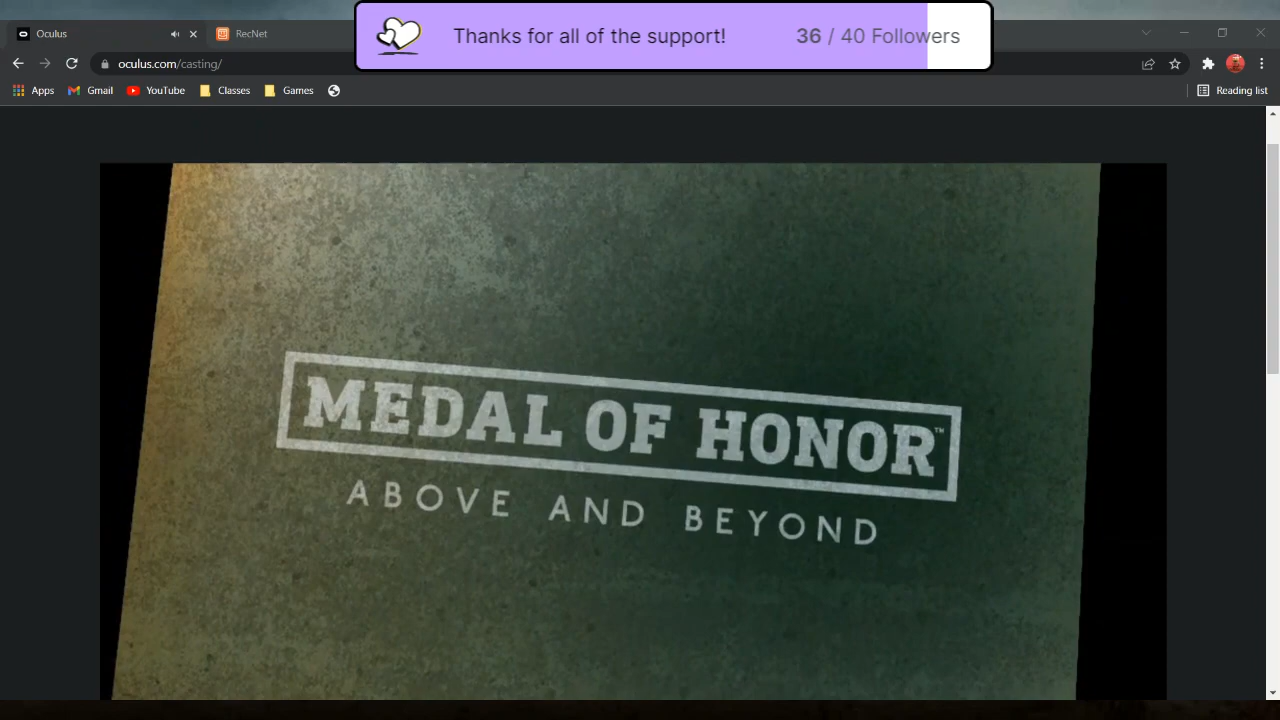 Oculus
RecNet
Thanks for all of the support! 36 / 40 Followers
oculus.com/casting/
Apps Gmail YouTube Classes Games Reading list
MEDAL OF HONOR™
ABOVE AND BEYOND